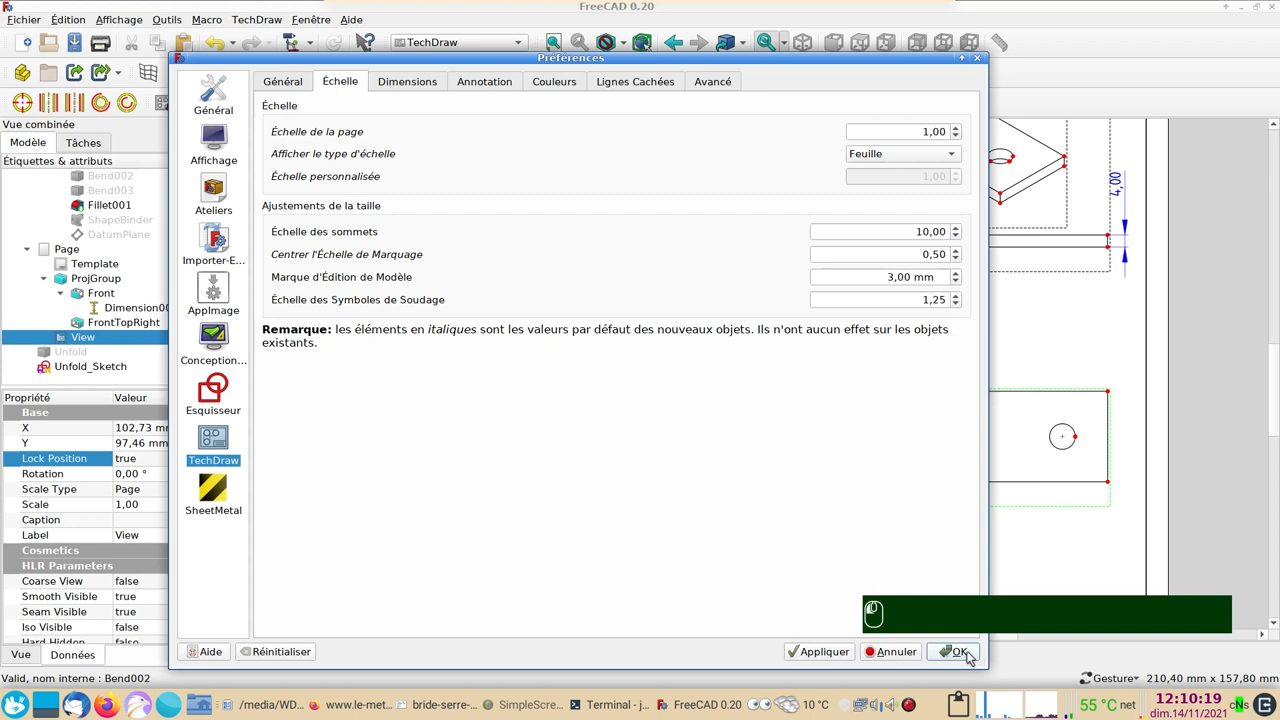 FreeCAD 0.20
Fichier Édition Affichage Outils Macro TechDraw Fenêtre Aide
TechDraw
Préférences
Général Échelle Dimensions Annotation Couleurs Lignes Cachées Avancé
Vue combinée
Modèle Tâches
Étiquettes & attributs
Bend002
Bend003
Fillet001
ShapeBinder
DatumPlane
Page
Template
ProjGroup
Front
Dimension00
FrontTopRight
View
Unfold
Unfold_Sketch
Propriété Valeur
Base
X 102,73 mm
Y 97,46 mm
Lock Position true
Rotation 0,00 °
Scale Type Page
Scale 1,00
Caption
Label View
Cosmetics
HLR Parameters
Coarse View false
Smooth Visible true
Seam Visible true
Iso Visible false
Hard Hidden false
Vue Données
Général
Affichage
Ateliers
Importer-E...
AppImage
Conception...
Esquisseur
TechDraw
SheetMetal
Échelle
Échelle de la page 1,00
Afficher le type d'échelle Feuille
Échelle personnalisée 1,00
Ajustements de la taille
Échelle des sommets 10,00
Centrer l'Échelle de Marquage 0,50
Marque d'Édition de Modèle 3,00 mm
Échelle des Symboles de Soudage 1,25
Remarque: les éléments en italiques sont les valeurs par défaut des nouveaux objets. Ils n'ont aucun effet sur les objets
existants.
Aide Réinitialiser Appliquer Annuler OK
4,00
Valid, nom interne : Bend002
Gesture 210,40 mm x 157,80 mm
/media/WD... www.le-met... bride-serre-... SimpleScre... Terminal - j... FreeCAD 0.20 10 °C 55 °C net 12:10:19
dim.14/11/2021